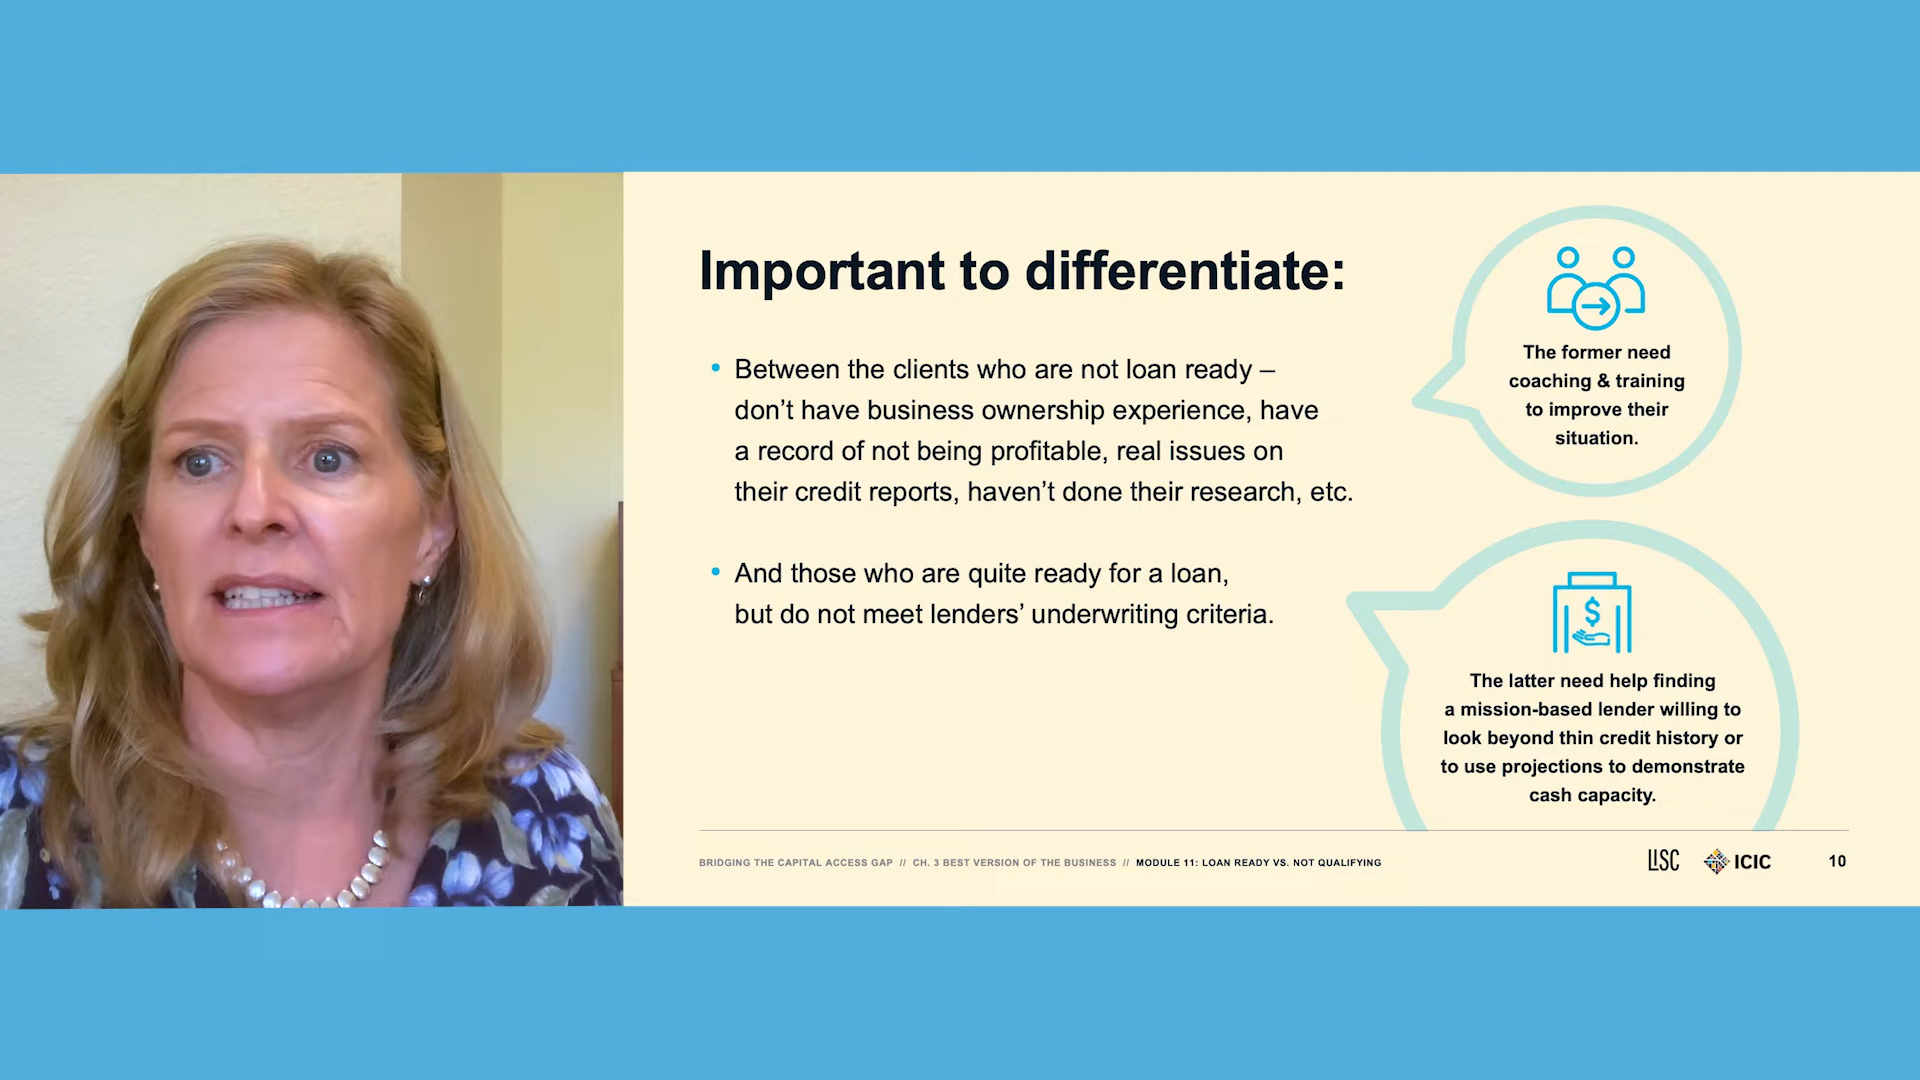 Important to differentiate:
• Between the clients who are not loan ready –
don’t have business ownership experience, have
a record of not being profitable, real issues on
their credit reports, haven’t done their research, etc.
• And those who are quite ready for a loan,
but do not meet lenders’ underwriting criteria.
The former need
coaching & training
to improve their
situation.
$
The latter need help finding
a mission-based lender willing to
look beyond thin credit history or
to use projections to demonstrate
cash capacity.
BRIDGING THE CAPITAL ACCESS GAP // CH. 3 BEST VERSION OF THE BUSINESS // MODULE 11: LOAN READY VS. NOT QUALIFYING
LISC ICIC 10